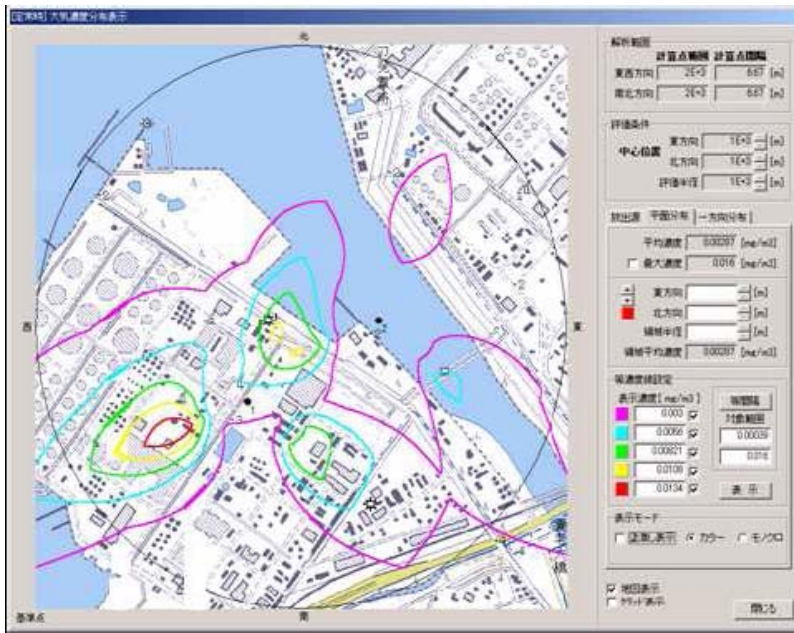 [定常時] 大気濃度分布表示
北
西
東
南
基準点
解析範囲
計算点範囲 計算点間隔
東西方向 2E+3 667 [m]
南北方向 2E+3 667 [m]
評価条件
中心位置
東方向 1E+3 [m]
北方向 1E+3 [m]
評価半径 1E+3 [m]
放出源 平面分布 一方向分布
平均濃度 0.00287 [mg/m3]
最大濃度 0.016 [mg/m3]
東方向 [m]
北方向 [m]
領域半径 [m]
領域平均濃度 0.00287 [mg/m3]
等濃度線設定
表示濃度[ mg/m3 ]
0.003
0.0056
0.00821
0.0108
0.0134
等間隔
対象範囲
0.00039
0.016
表 示
表示モード
塗潰し表示 カラー モノクロ
地図表示
グリッド表示
閉じる